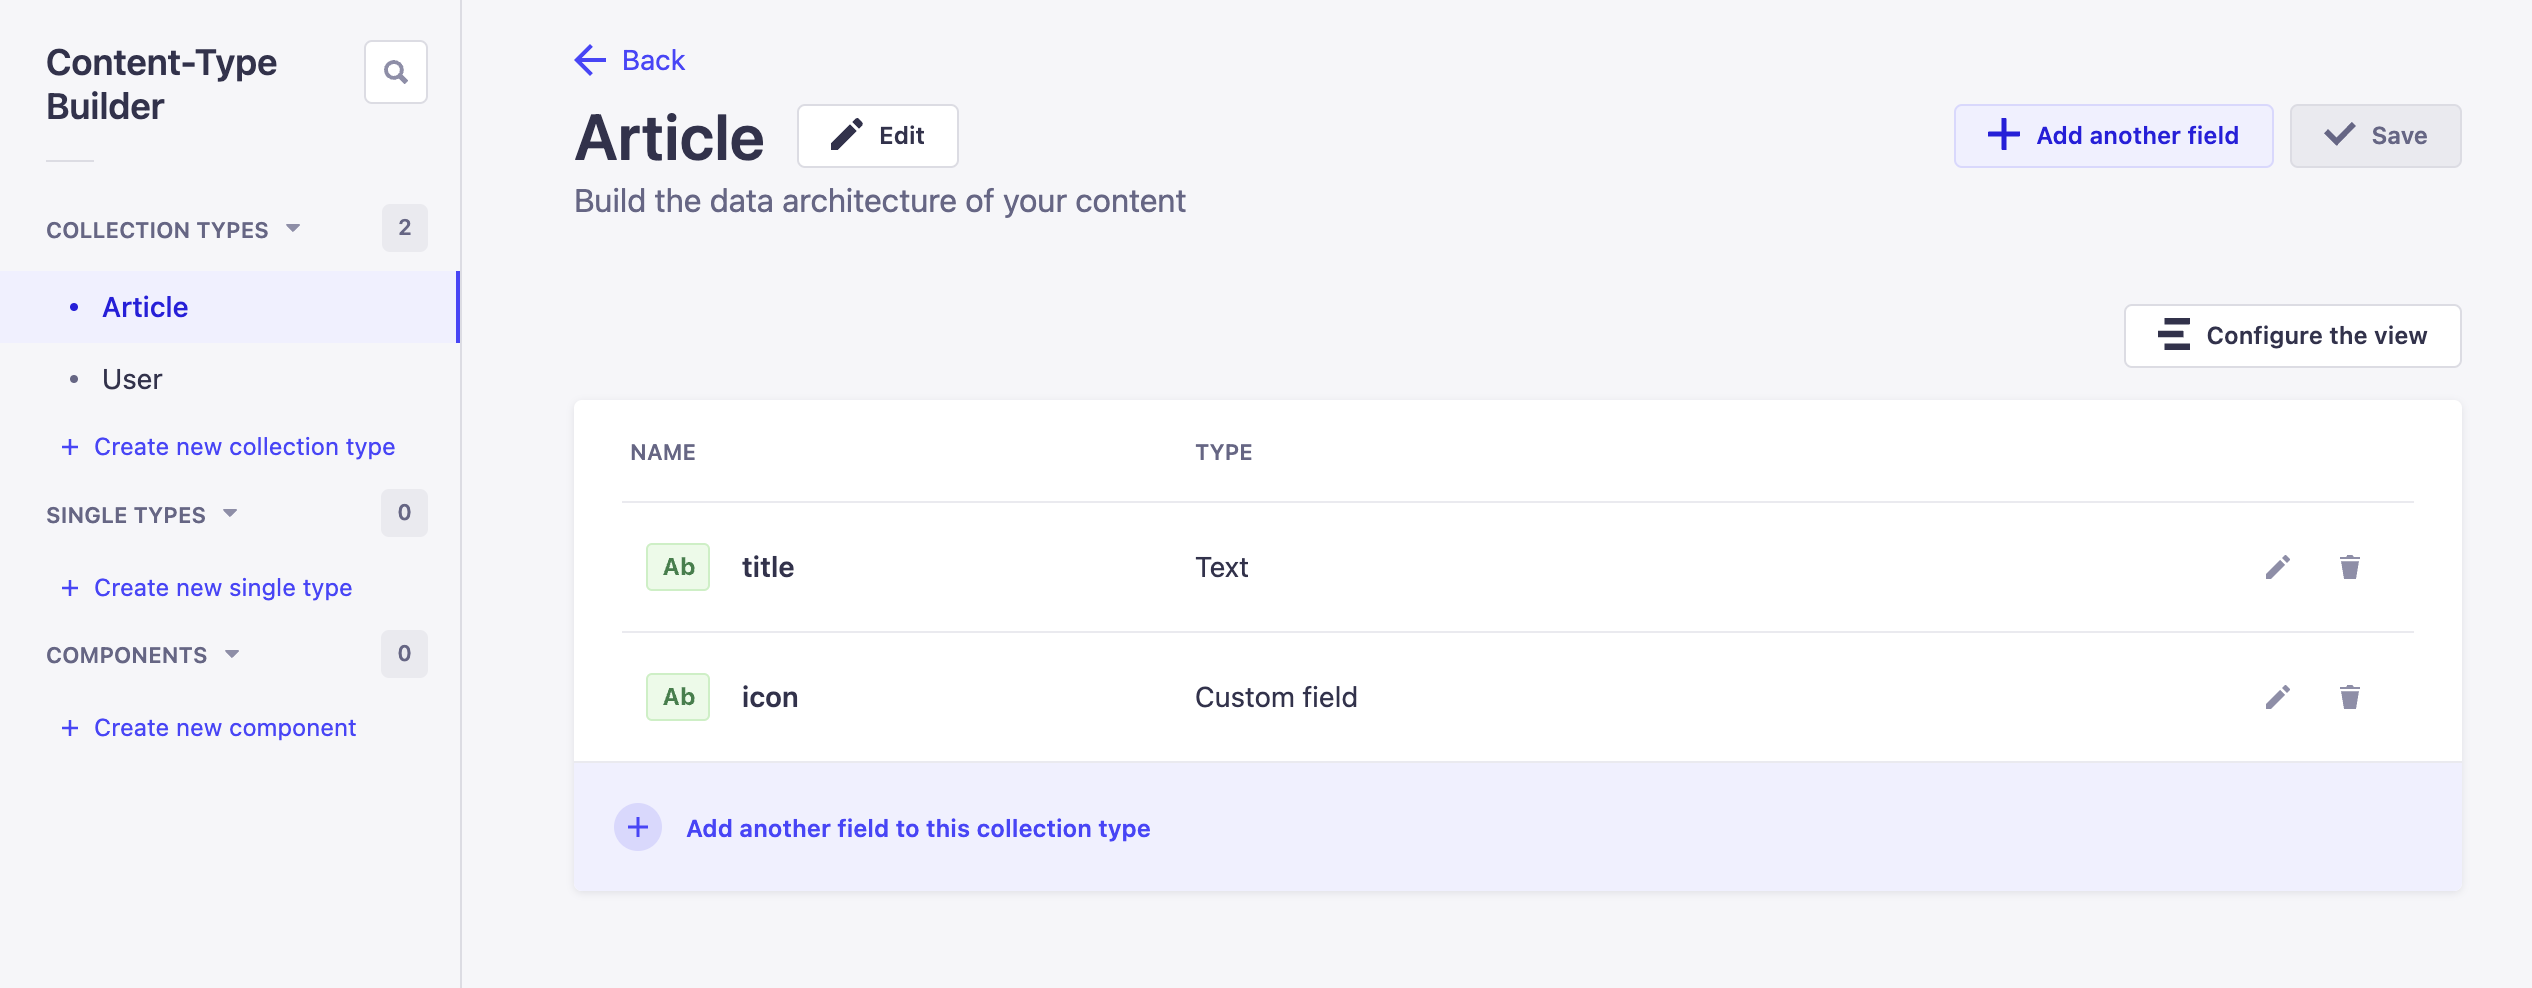 Content-Type
Builder
COLLECTION TYPES
2
Article
User
+ Create new collection type
SINGLE TYPES
0
+ Create new single type
COMPONENTS
0
+ Create new component
Back
Article
Edit
Add another field
Save
Build the data architecture of your content
Configure the view
NAME TYPE
Ab title Text
Ab icon Custom field
Add another field to this collection type